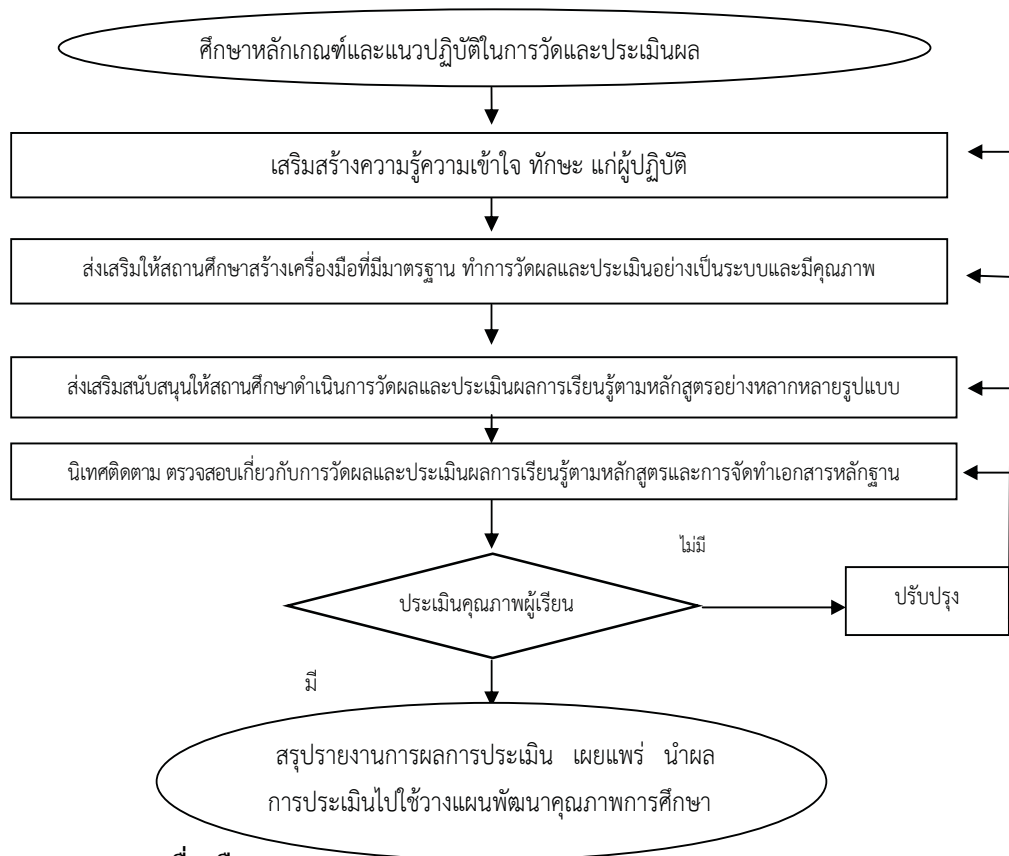 ศึกษาหลักเกณฑ์และแนวปฏิบัติในการวัดและประเมินผล
เสริมสร้างความรู้ความเข้าใจ ทักษะ แก่ผู้ปฏิบัติ
ส่งเสริมให้สถานศึกษาสร้างเครื่องมือที่มีมาตรฐาน ทำการวัดผลและประเมินอย่างเป็นระบบและมีคุณภาพ
ส่งเสริมสนับสนุนให้สถานศึกษาดำเนินการวัดผลและประเมินผลการเรียนรู้ตามหลักสูตรอย่างหลากหลายรูปแบบ
นิเทศติดตาม ตรวจสอบเกี่ยวกับการวัดผลและประเมินผลการเรียนรู้ตามหลักสูตรและการจัดทำเอกสารหลักฐาน
ไม่มี
ประเมินคุณภาพผู้เรียน
ปรับปรุง
มี
สรุปรายงานการผลการประเมิน เผยแพร่ นำผล
การประเมินไปใช้วางแผนพัฒนาคุณภาพการศึกษา